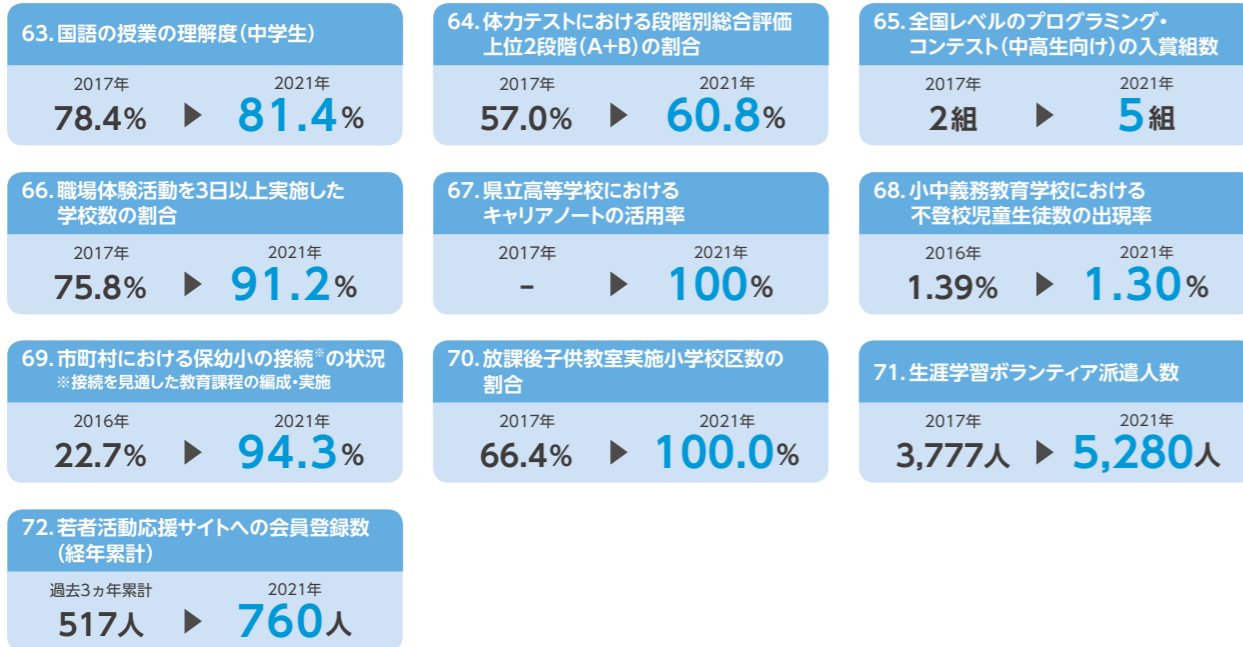 63.国語の授業の理解度(中学生)
2017年 2021年
78.4% ▶ 81.4%
64.体力テストにおける段階別総合評価
上位2段階(A+B)の割合
2017年 2021年
57.0% ▶ 60.8%
65.全国レベルのプログラミング・
コンテスト(中高生向け)の入賞組数
2017年 2021年
2組 ▶ 5組
66.職場体験活動を3日以上実施した
学校数の割合
2017年 2021年
75.8% ▶ 91.2%
67.県立高等学校における
キャリアノートの活用率
2017年 2021年
- ▶ 100%
68.小中義務教育学校における
不登校児童生徒数の出現率
2016年 2021年
1.39% ▶ 1.30%
69.市町村における保幼小の接続※の状況
※接続を見通した教育課程の編成・実施
2016年 2021年
22.7% ▶ 94.3%
70.放課後子供教室実施小学校区数の
割合
2017年 2021年
66.4% ▶ 100.0%
71.生涯学習ボランティア派遣人数
2017年 2021年
3,777人 ▶ 5,280人
72.若者活動応援サイトへの会員登録数
(経年累計)
過去3ヵ年累計 2021年
517人 ▶ 760人